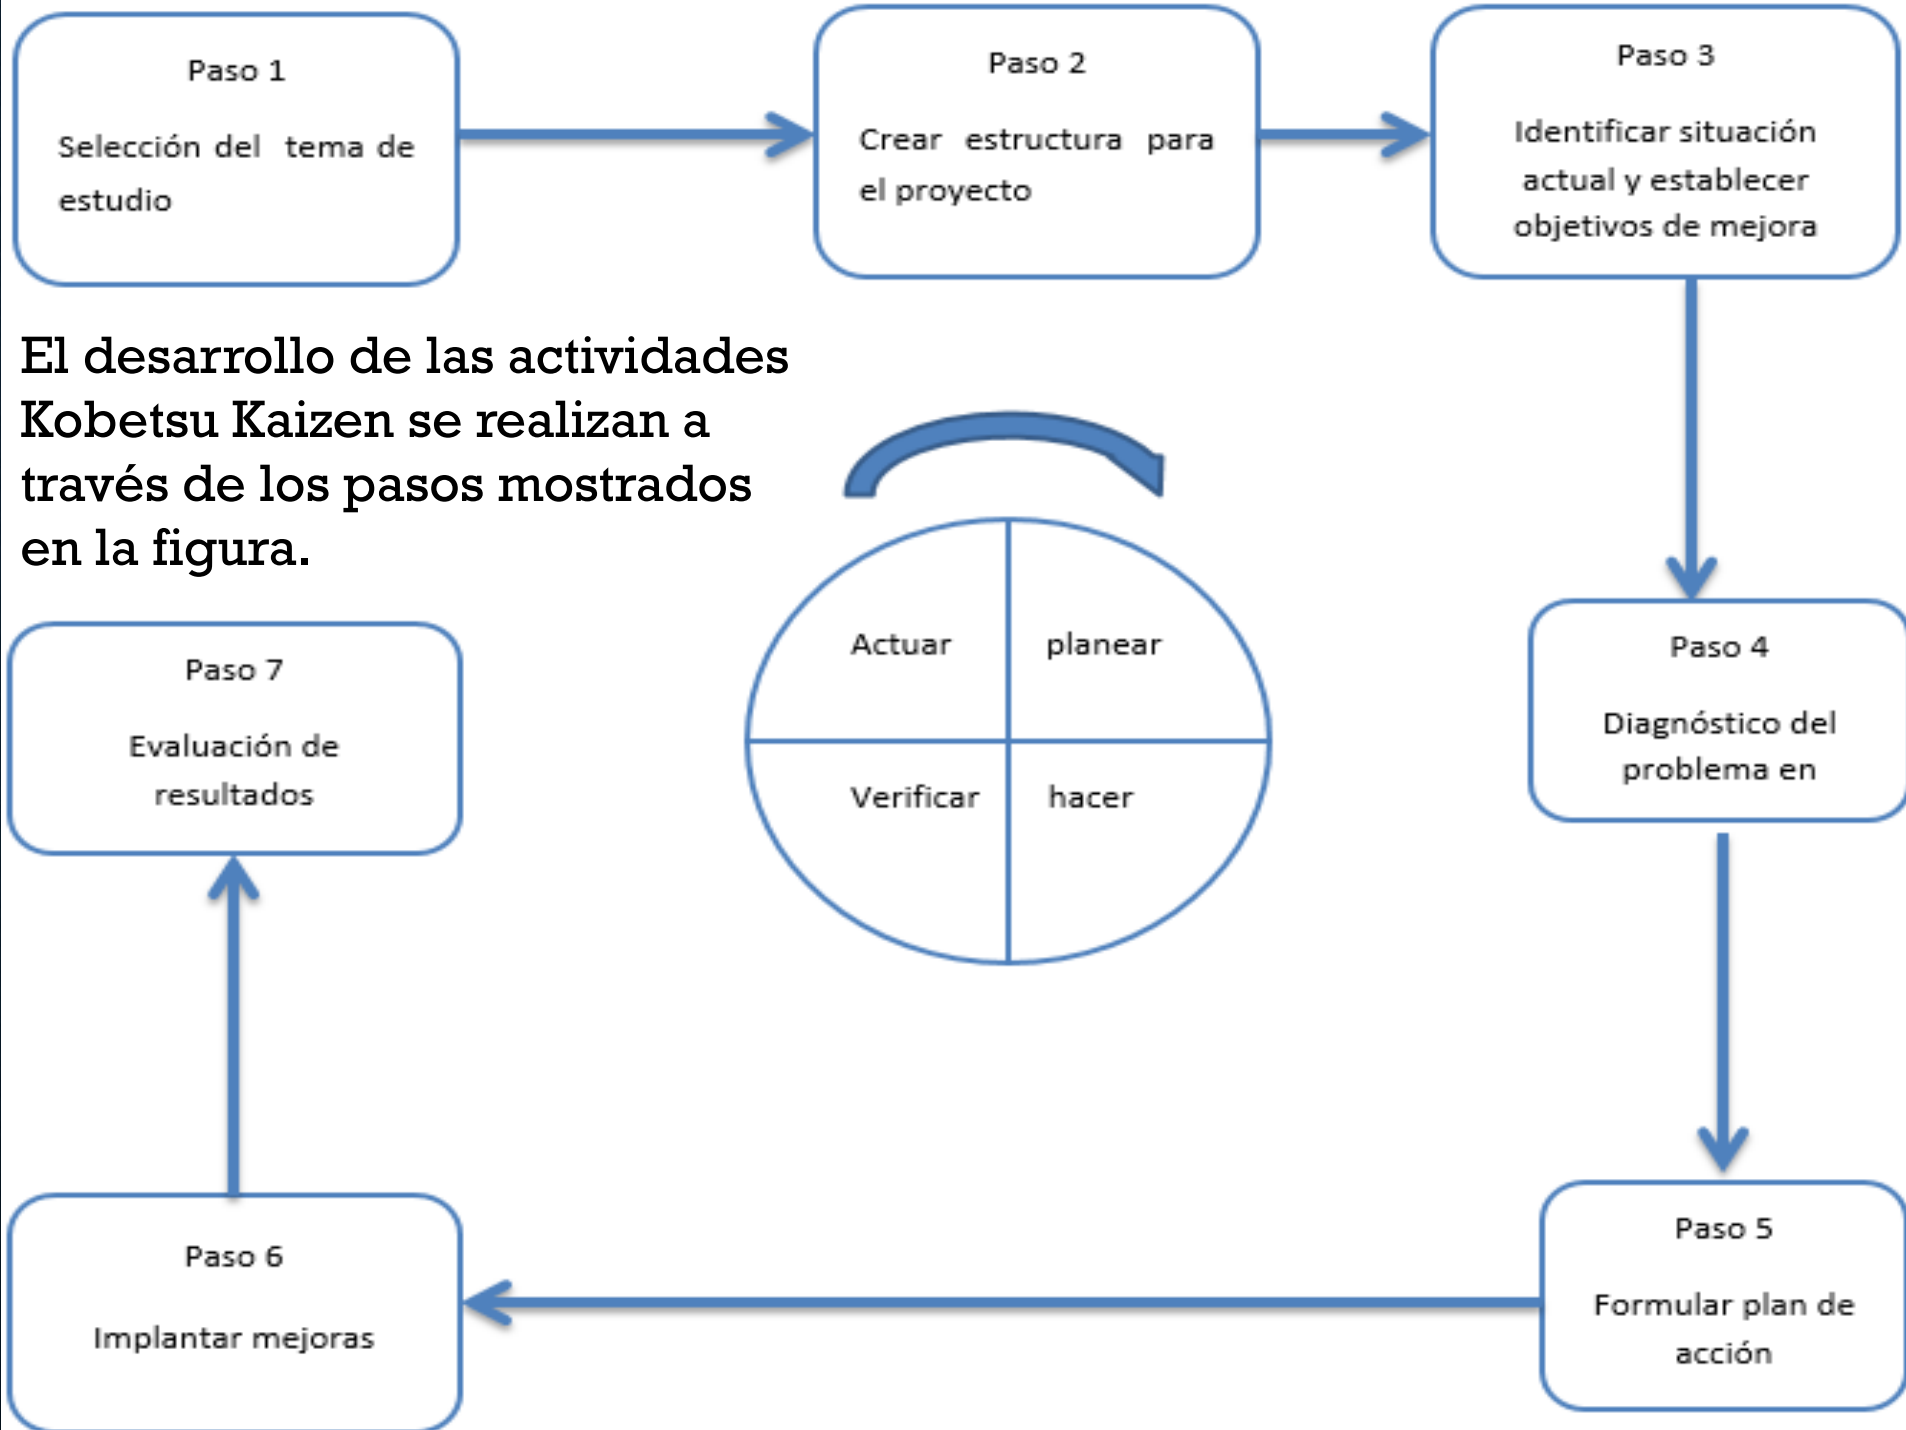 Paso 1
Selección del tema de
estudio
Paso 2
Crear estructura para
el proyecto
Paso 3
Identificar situación
actual y establecer
objetivos de mejora
El desarrollo de las actividades
Kobetsu Kaizen se realizan a
través de los pasos mostrados
en la figura.
Actuar
planear
Verificar
hacer
Paso 4
Diagnóstico del
problema en
Paso 5
Formular plan de
acción
Paso 6
Implantar mejoras
Paso 7
Evaluación de
resultados